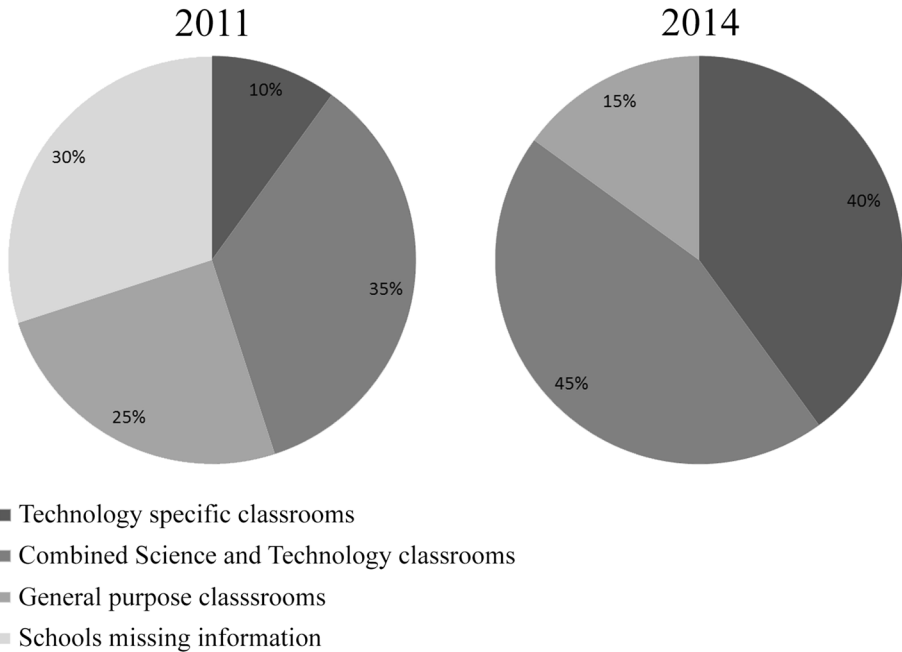 2011
2014
10%
35%
25%
30%
40%
45%
15%
Technology specific classrooms
Combined Science and Technology classrooms
General purpose classsrooms
Schools missing information